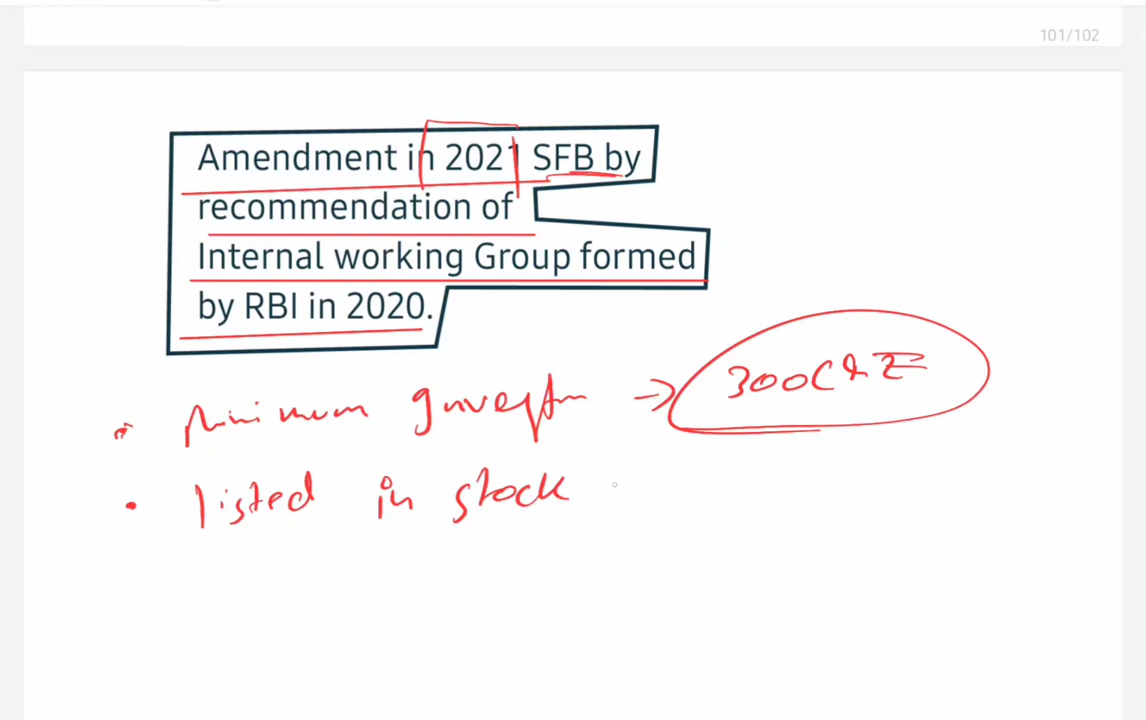 101/102
Amendment in 2021 SFB by
recommendation of
Internal working Group formed
by RBI in 2020.
Minimum → 300CR
listed in stock